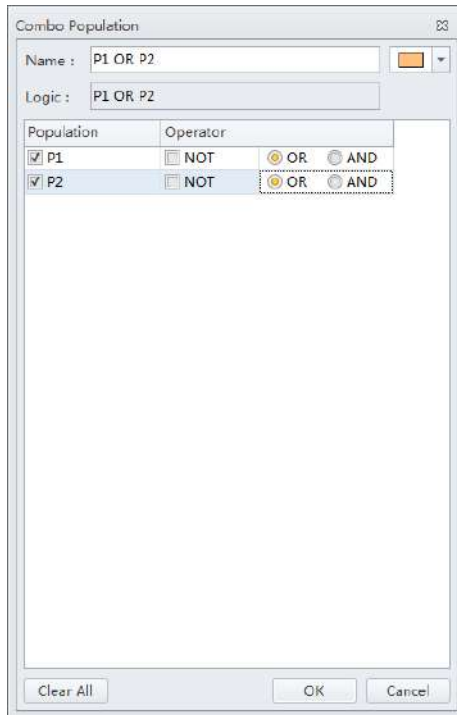 Combo Population
Name : P1 OR P2
Logic : P1 OR P2
Population Operator
P1 NOT OR AND
P2 NOT OR AND
Clear All OK Cancel